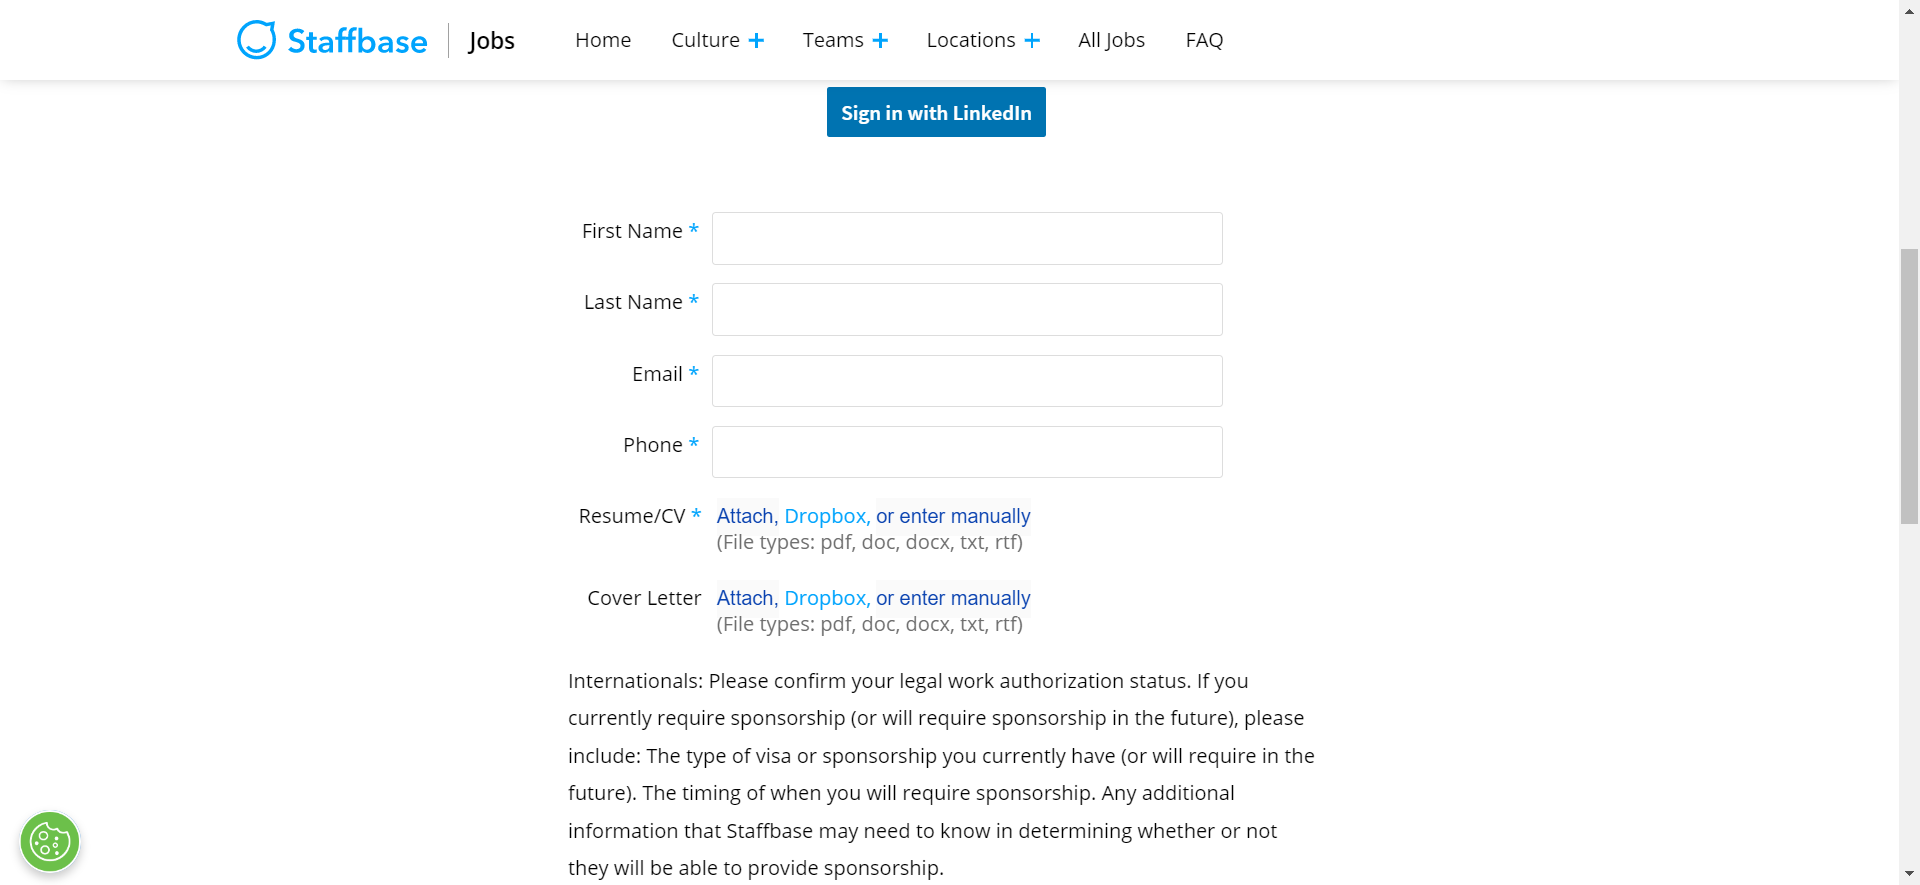 Staffbase Jobs Home Culture + Teams + Locations + All Jobs FAQ
Sign in with LinkedIn
First Name *
Last Name *
Email *
Phone *
Resume/CV * Attach, Dropbox, or enter manually
(File types: pdf, doc, docx, txt, rtf)
Cover Letter Attach, Dropbox, or enter manually
(File types: pdf, doc, docx, txt, rtf)
Internationals: Please confirm your legal work authorization status. If you
currently require sponsorship (or will require sponsorship in the future), please
include: The type of visa or sponsorship you currently have (or will require in the
future). The timing of when you will require sponsorship. Any additional
information that Staffbase may need to know in determining whether or not
they will be able to provide sponsorship.